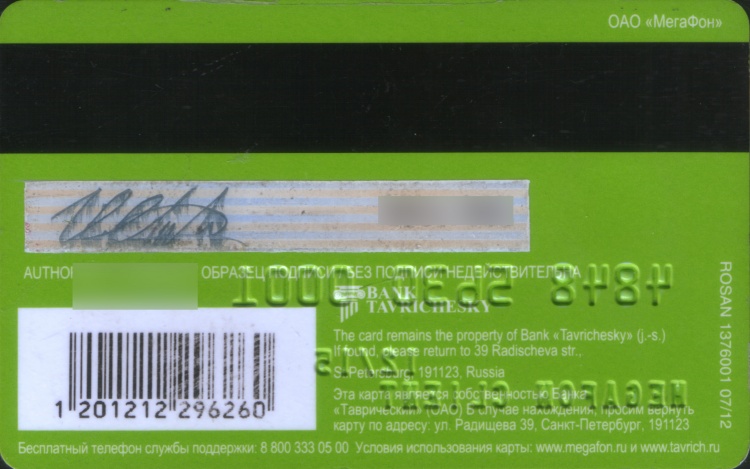 ОАО «МегаФон»
ОБРАЗЕЦ ПОДПИСИ БЕЗ ПОДПИСИ НЕДЕЙСТВИТЕЛЬНА
BANK
TAVRICHESKY
The card remains the property of Bank «Tavrichesky» (j.-s.)
If found, please return to 39 Radischeva str.,
S.Petersburg, 191123, Russia
Эта карта является собственностью Банка
«Таврический» (ОАО). В случае нахождения, просим вернуть
карту по адресу: ул. Радищева 39, Санкт-Петербург, 191123
1 201212 296260
Бесплатный телефон службы поддержки: 8 800 333 05 00 Условия использования карты: www.megafon.ru и www.tavrich.ru
ROSAN 1376001 07/12